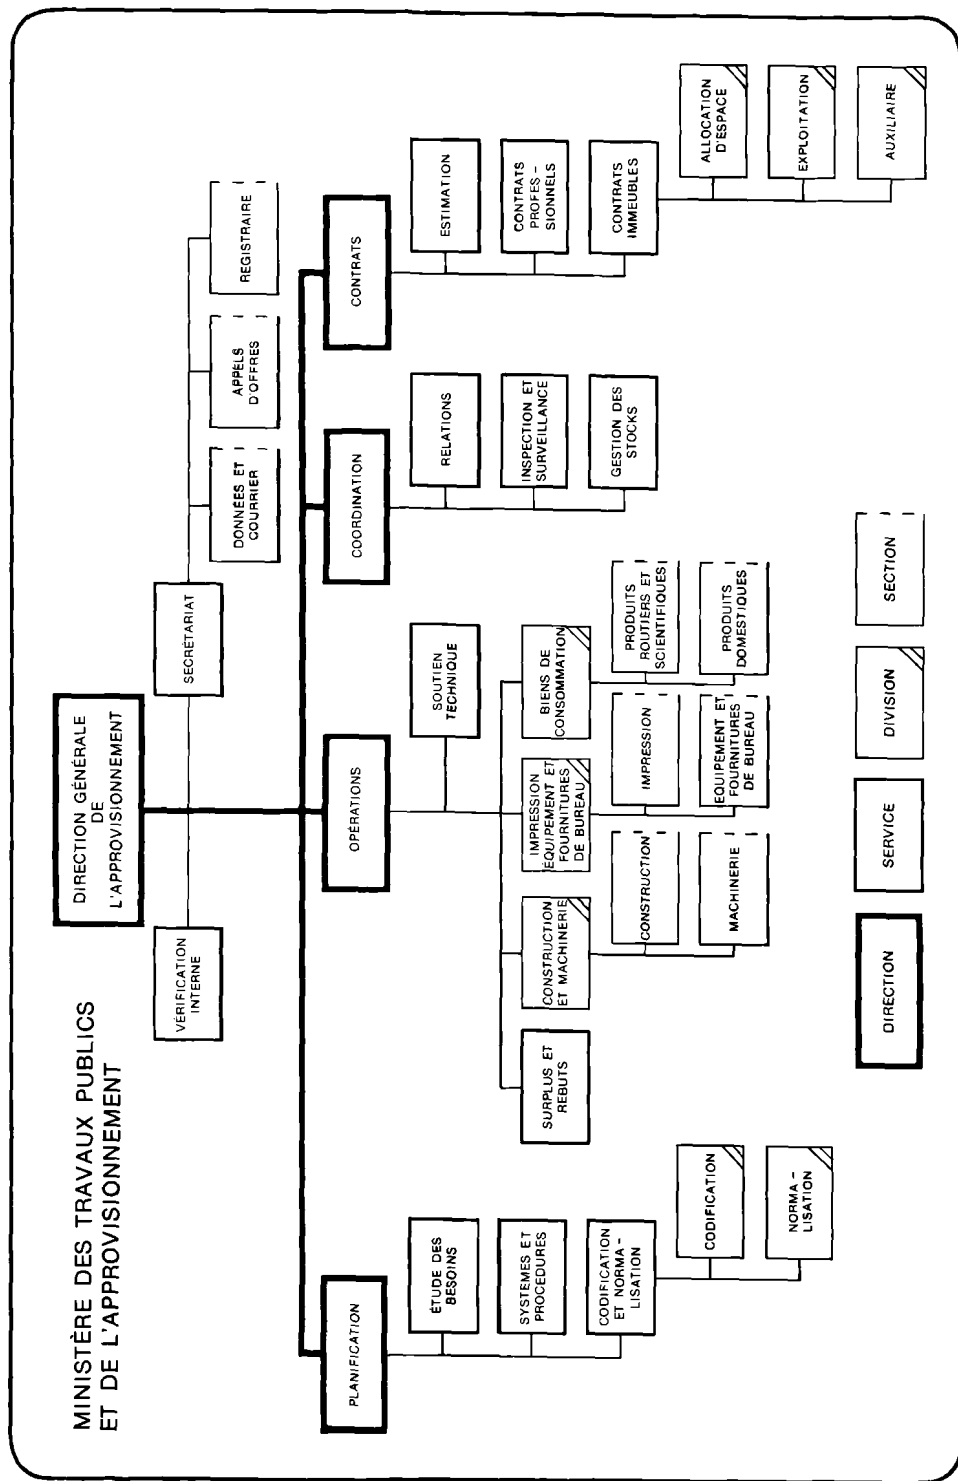 MINISTÈRE DES TRAVAUX PUBLICS
ET DE L'APPROVISIONNEMENT
DIRECTION GÉNÉRALE
DE
L'APPROVISIONNEMENT
VÉRIFICATION
INTERNE
SECRÉTARIAT
DONNÉES ET
COURRIER
APPELS
D'OFFRES
REGISTRAIRE
PLANIFICATION
OPÉRATIONS
COORDINATION
CONTRATS
ÉTUDE DES
BESOINS
SYSTEMES ET
PROCEDURES
CODIFICATION
ET NORMA -
LISATION
CODIFICATION
NORMA -
LISATION
SOUTIEN
TECHNIQUE
SURPLUS ET
REBUTS
CONSTRUCTION
ET MACHINERIE
IMPRESSION
ÉQUIPEMENT ET
FOURNITURES
DE BUREAU
BIENS DE
CONSOMMATION
CONSTRUCTION
MACHINERIE
IMPRESSION
EQUIPEMENT ET
FOURNITURES
DE BUREAU
PRODUITS
ROUTIERS ET
SCIENTIFIQUES
PRODUITS
DOMESTIQUES
RELATIONS
INSPECTION ET
SURVEILLANCE
GESTION DES
STOCKS
ESTIMATION
CONTRATS
PROFES -
SIONNELS
CONTRATS
IMMEUBLES
ALLOCATION
D'ESPACE
EXPLOITATION
AUXILIAIRE
DIRECTION
SERVICE
DIVISION
SECTION